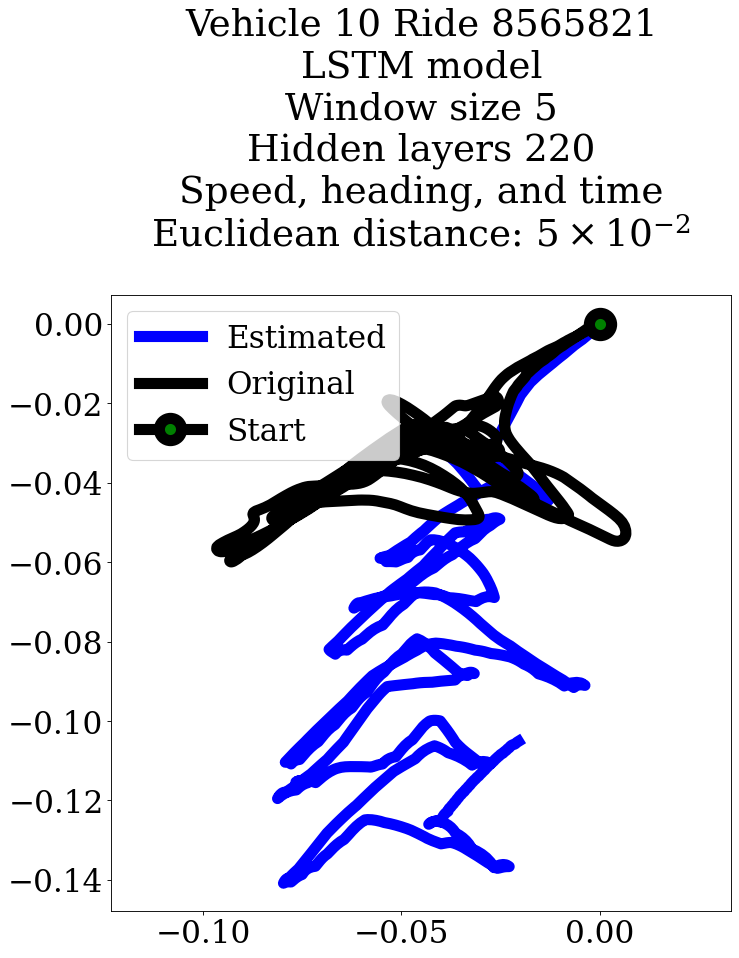 Vehicle 10 Ride 8565821
LSTM model
Window size 5
Hidden layers 220
Speed, heading, and time
Euclidean distance: 5 × 10⁻²
Estimated
Original
Start
0.00
−0.02
−0.04
−0.06
−0.08
−0.10
−0.12
−0.14
−0.10 −0.05 0.00